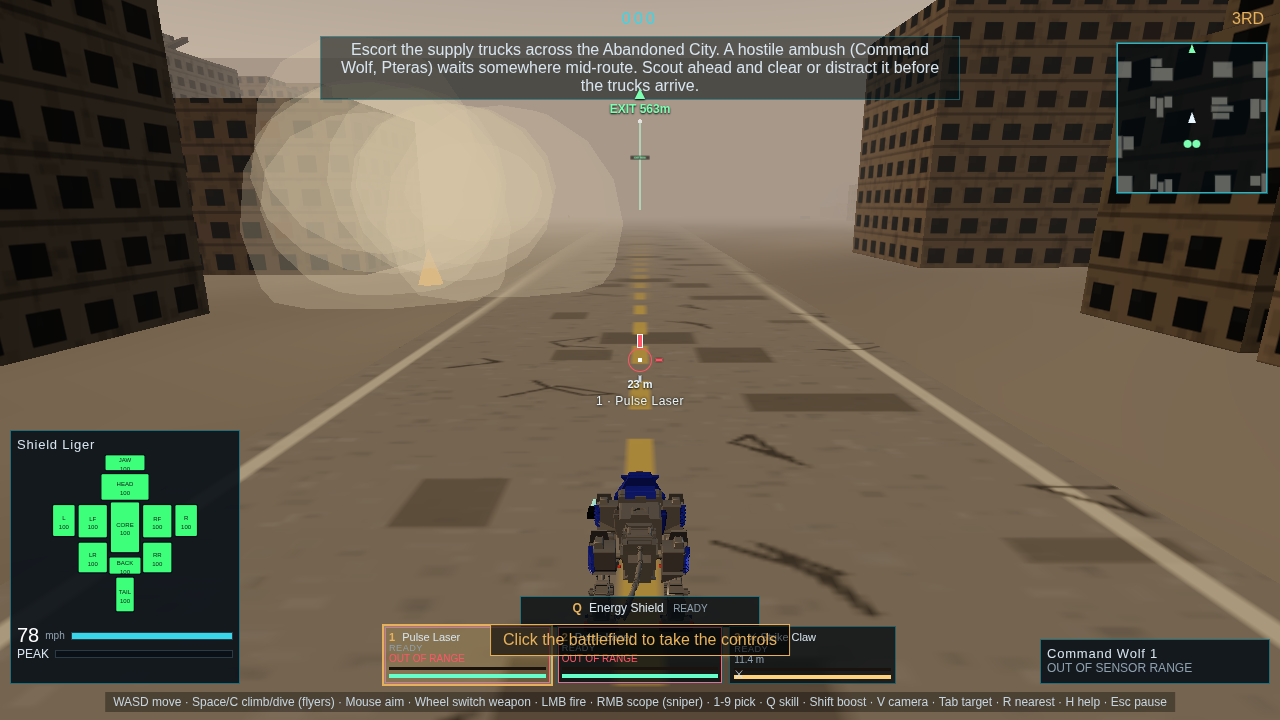 000
3RD
Escort the supply trucks across the Abandoned City. A hostile ambush (Command
Wolf, Pteras) waits somewhere mid-route. Scout ahead and clear or distract it before
the trucks arrive.
EXIT 563m
23 m
1 · Pulse Laser
Shield Liger
JAW
100
HEAD
100
L
100
LF
100
CORE
100
RF
100
R
100
LR
100
BACK
100
RR
100
TAIL
100
78 mph
PEAK
Q Energy Shield READY
Click the battlefield to take the controls
1 Pulse Laser
READY
OUT OF RANGE
READY
OUT OF RANGE
Claw
READY
11.4 m
Command Wolf 1
OUT OF SENSOR RANGE
WASD move · Space/C climb/dive (flyers) · Mouse aim · Wheel switch weapon · LMB fire · RMB scope (sniper) · 1-9 pick · Q skill · Shift boost · V camera · Tab target · R nearest · H help · Esc pause